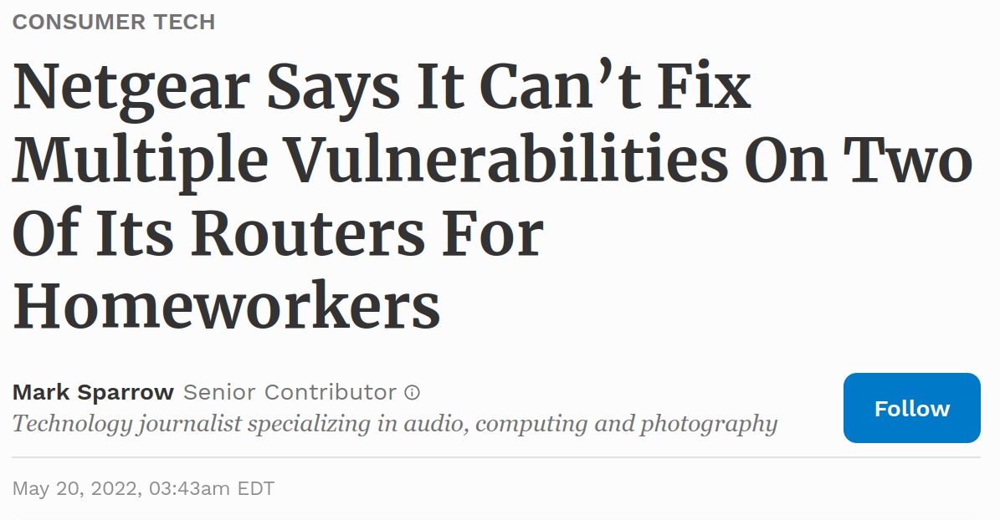 CONSUMER TECH
Netgear Says It Can’t Fix
Multiple Vulnerabilities On Two
Of Its Routers For
Homeworkers
Mark Sparrow Senior Contributor
Follow
Technology journalist specializing in audio, computing and photography
May 20, 2022, 03:43am EDT